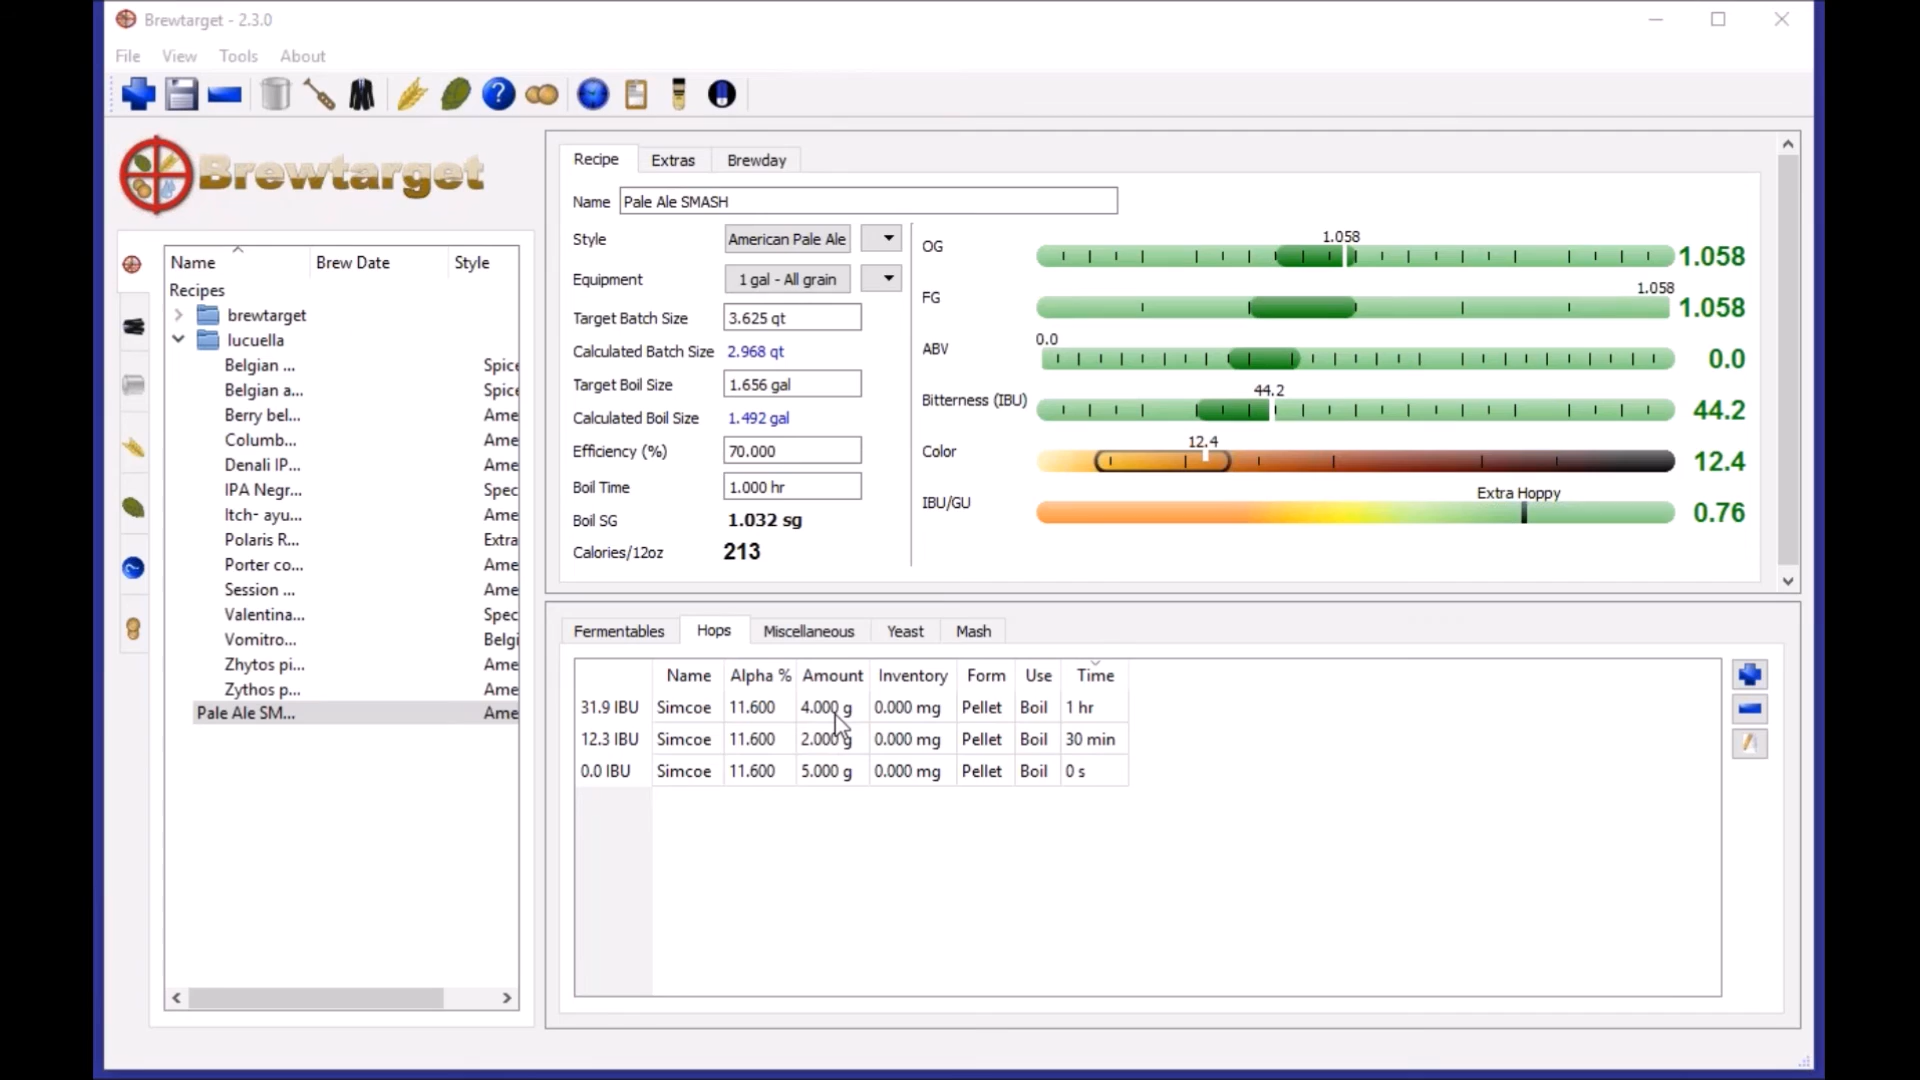 Brewtarget - 2.3.0
File View Tools About
Brewtarget
Name Brew Date Style
Recipes
brewtarget
lucuella
Belgian ... Spice
Belgian a... Spice
Berry bel... Ame
Columb... Ame
Denali IP... Ame
IPA Negr... Spec
Itch- ayu... Ame
Polaris R... Extra
Porter co... Ame
Session ... Ame
Valentina... Spec
Vomitro... Belgi
Zhytos pi... Ame
Zythos p... Ame
Pale Ale SM... Ame
Recipe Extras Brewday
Name Pale Ale SMASH
Style American Pale Ale
Equipment 1 gal - All grain
Target Batch Size 3.625 qt
Calculated Batch Size 2.968 qt
Target Boil Size 1.656 gal
Calculated Boil Size 1.492 gal
Efficiency (%) 70.000
Boil Time 1.000 hr
Boil SG 1.032 sg
Calories/12oz 213
1.058
OG 1.058
1.058
FG 1.058
0.0
ABV 0.0
44.2
Bitterness (IBU) 44.2
12.4
Color 12.4
Extra Hoppy
IBU/GU 0.76
Fermentables Hops Miscellaneous Yeast Mash
Name Alpha % Amount Inventory Form Use Time
31.9 IBU Simcoe 11.600 4.000 g 0.000 mg Pellet Boil 1 hr
12.3 IBU Simcoe 11.600 2.000 g 0.000 mg Pellet Boil 30 min
0.0 IBU Simcoe 11.600 5.000 g 0.000 mg Pellet Boil 0 s